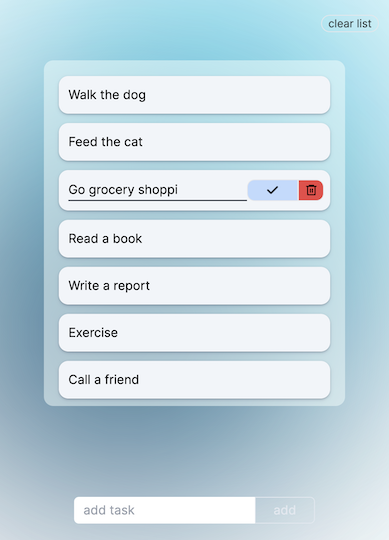 clear list
Walk the dog
Feed the cat
Go grocery shoppi
Read a book
Write a report
Exercise
Call a friend
add task
add